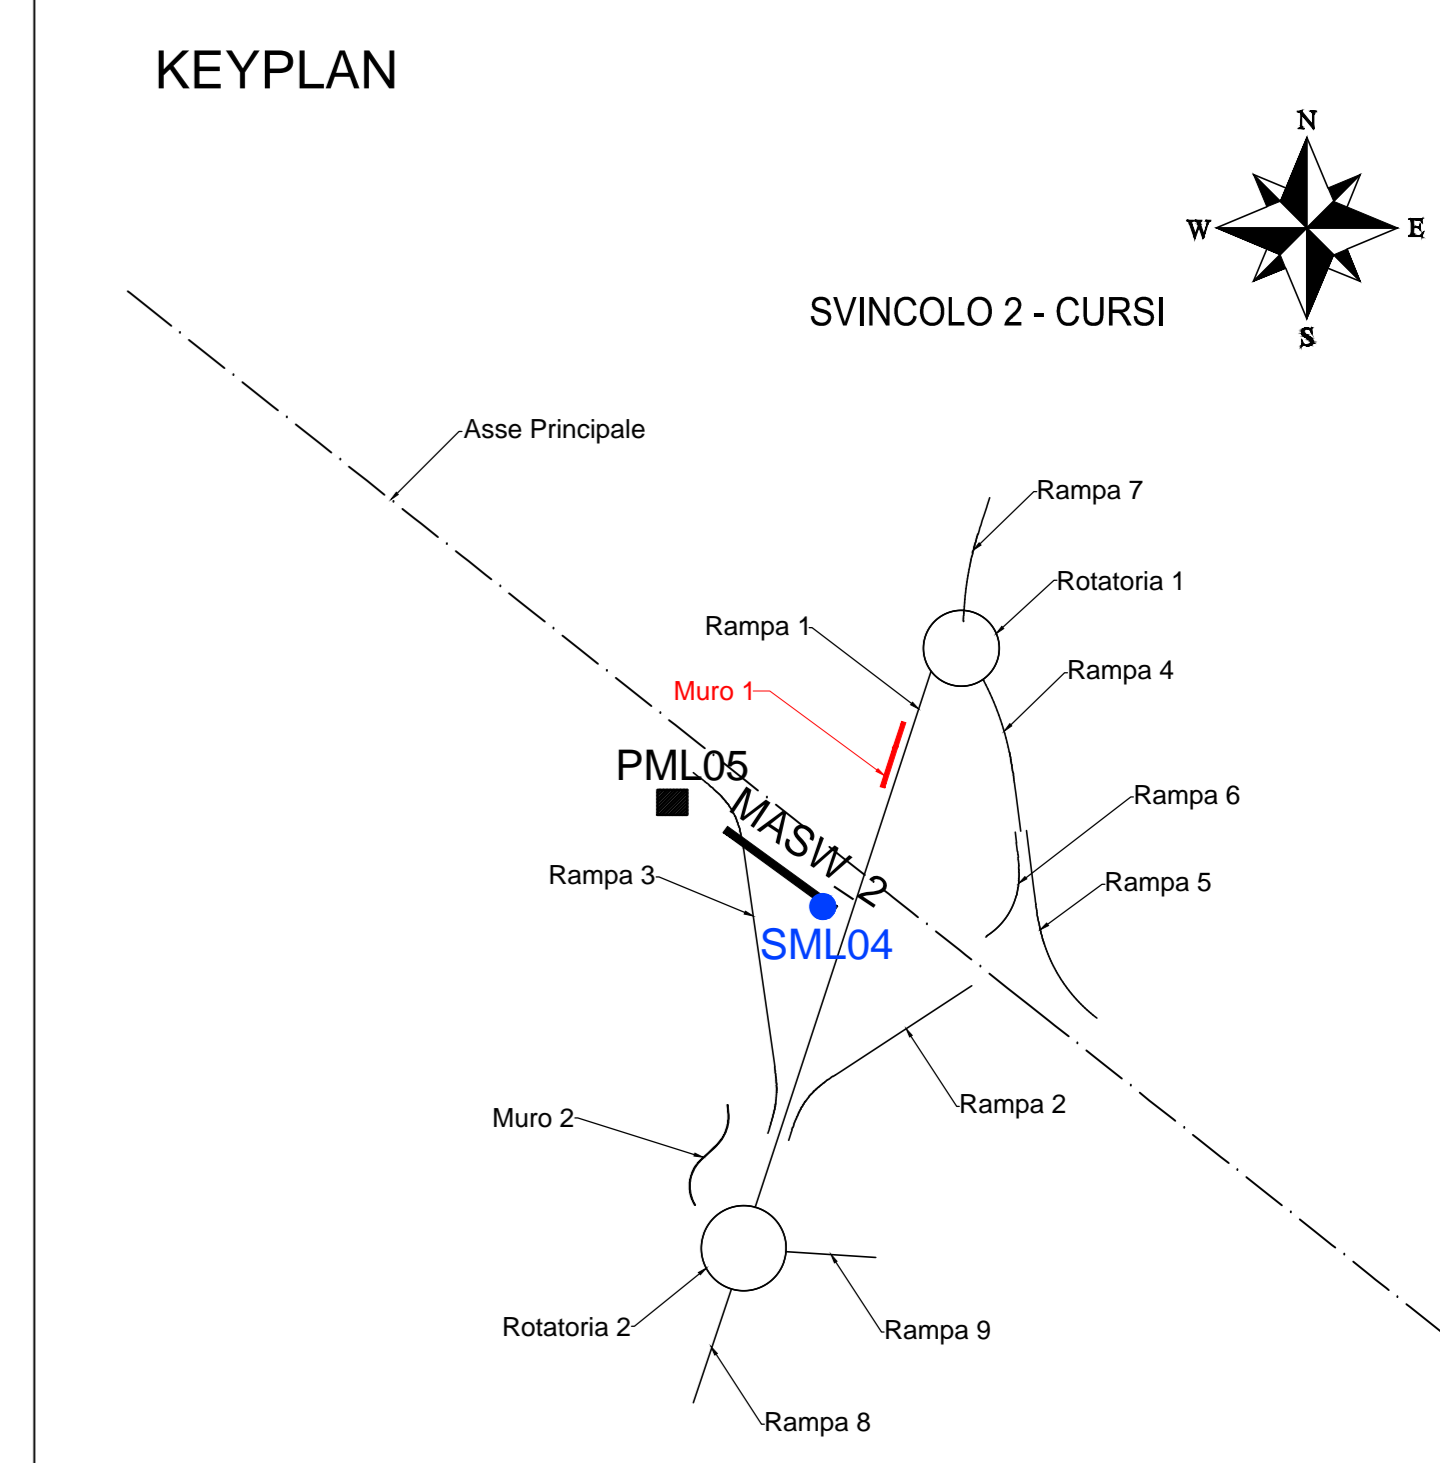 KEYPLAN
N
W
E
S
SVINCOLO 2 - CURSI
Asse Principale
Rampa 7
Rotatoria 1
Rampa 1
Rampa 4
Muro 1
PML05
MASW_2
Rampa 6
Rampa 3
Rampa 5
SML04
Rampa 2
Muro 2
Rotatoria 2
Rampa 9
Rampa 8